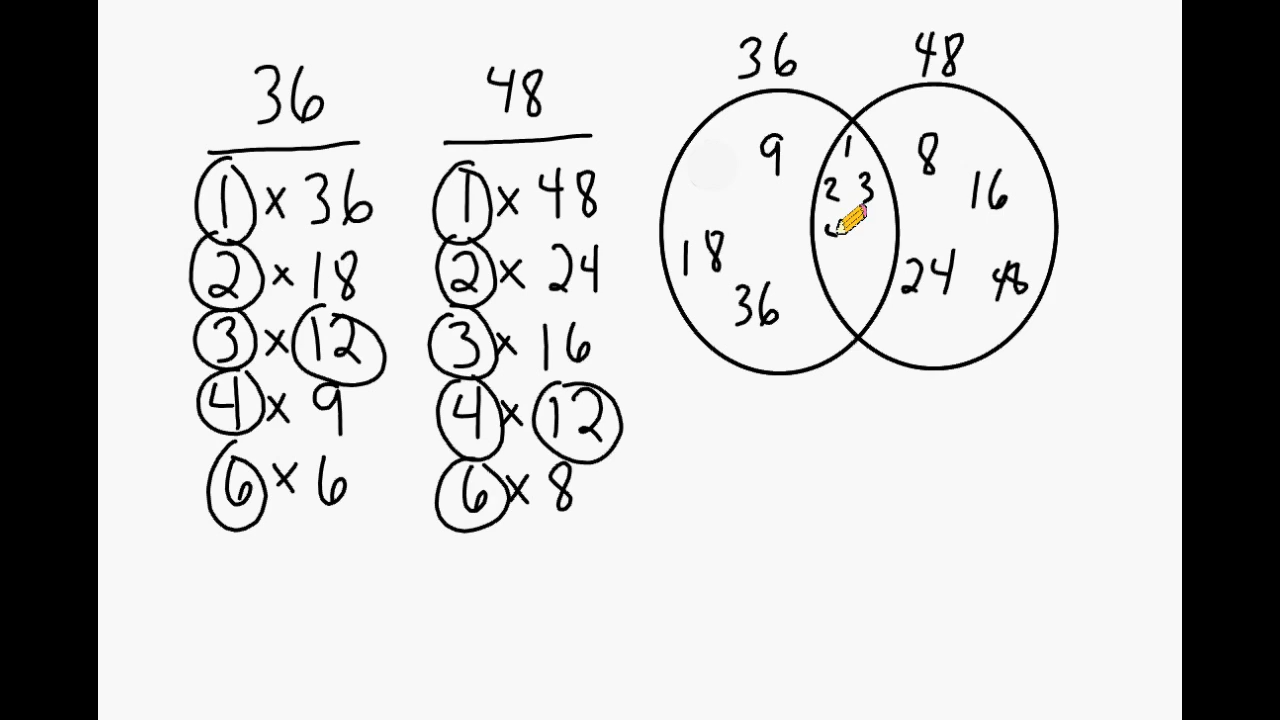 36
1 × 36
2 × 18
3 × 12
4 × 9
6 × 6
48
1 × 48
2 × 24
3 × 16
4 × 12
6 × 8
36 48
9 1 8
2 3 16
18 24 48
36